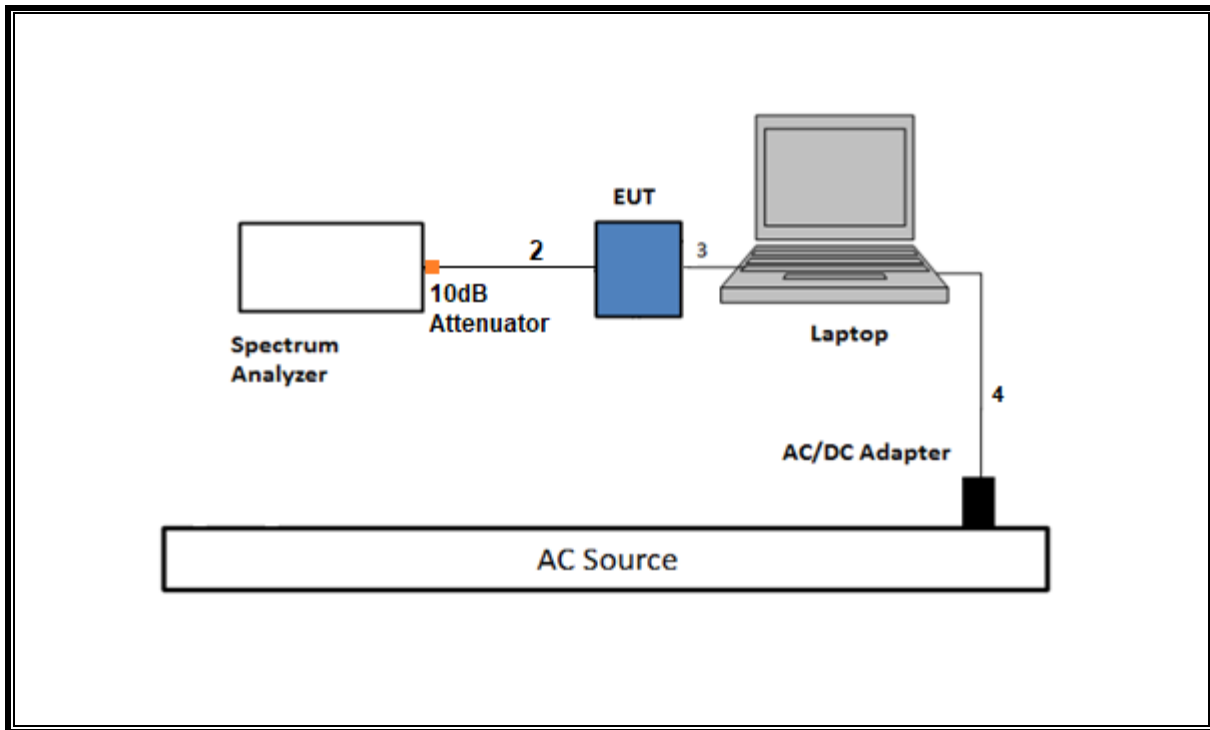 EUT
2
3
10dB
Attenuator
Spectrum
Analyzer
Laptop
4
AC/DC Adapter
AC Source